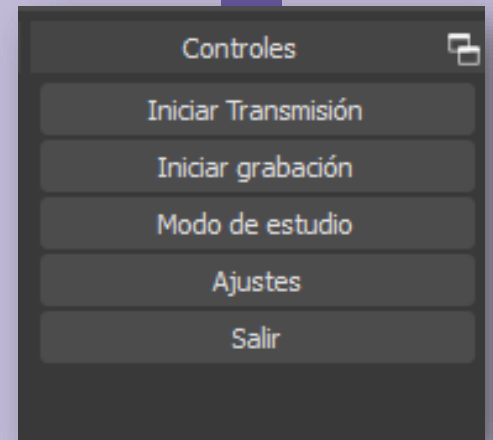 Controles
Iniciar Transmisión
Iniciar grabación
Modo de estudio
Ajustes
Salir